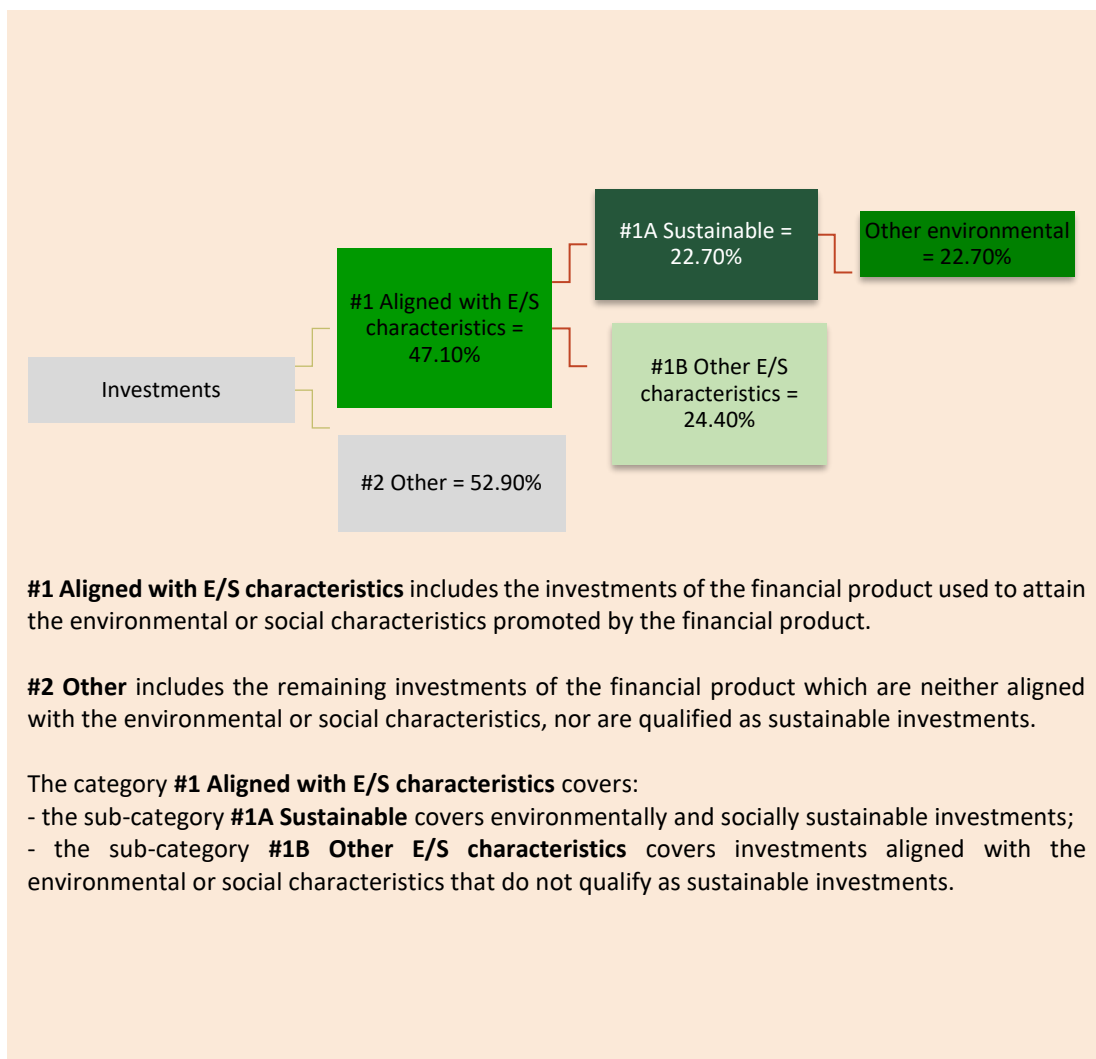 #1A Sustainable =
22.70%
Other environmental
= 22.70%
#1 Aligned with E/S
characteristics =
47.10%
#1B Other E/S
characteristics =
24.40%
Investments
#2 Other = 52.90%
#1 Aligned with E/S characteristics includes the investments of the financial product used to attain
the environmental or social characteristics promoted by the financial product.
#2 Other includes the remaining investments of the financial product which are neither aligned
with the environmental or social characteristics, nor are qualified as sustainable investments.
The category #1 Aligned with E/S characteristics covers:
- the sub-category #1A Sustainable covers environmentally and socially sustainable investments;
- the sub-category #1B Other E/S characteristics covers investments aligned with the
environmental or social characteristics that do not qualify as sustainable investments.